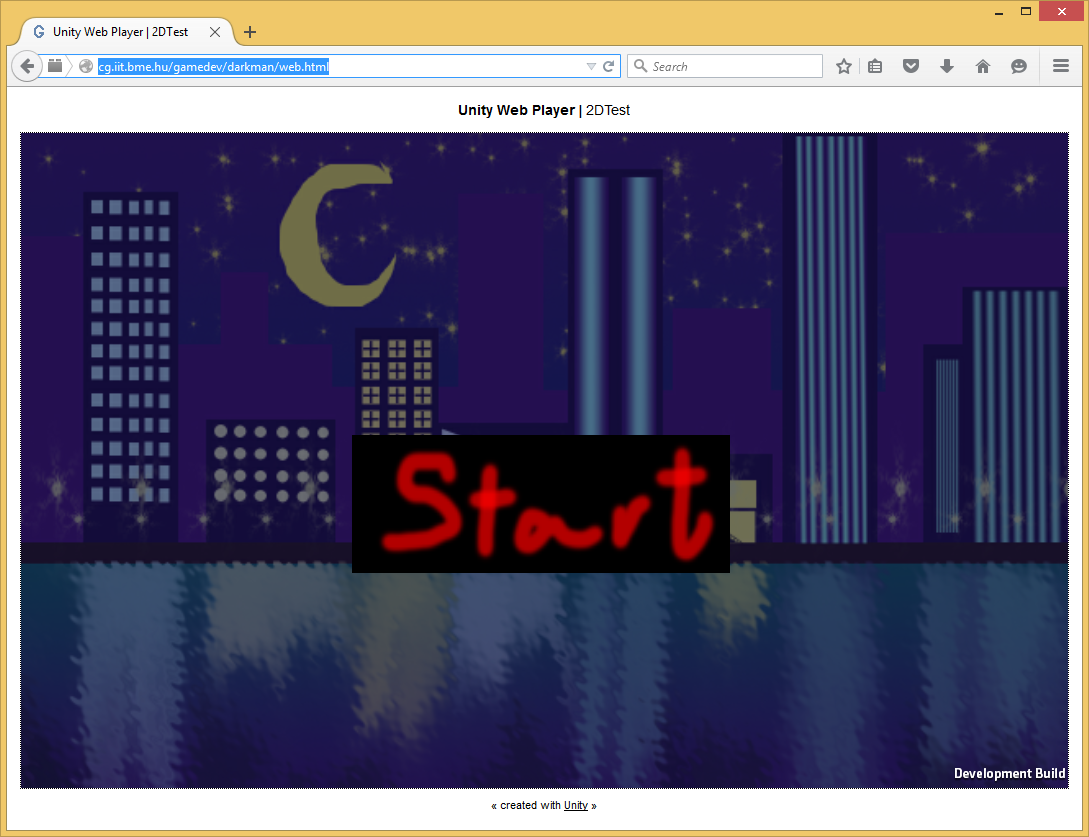 Unity Web Player | 2DTest
cg.iit.bme.hu/gamedev/darkman/web.html
Search
Unity Web Player | 2DTest
Start
Development Build
« created with Unity »